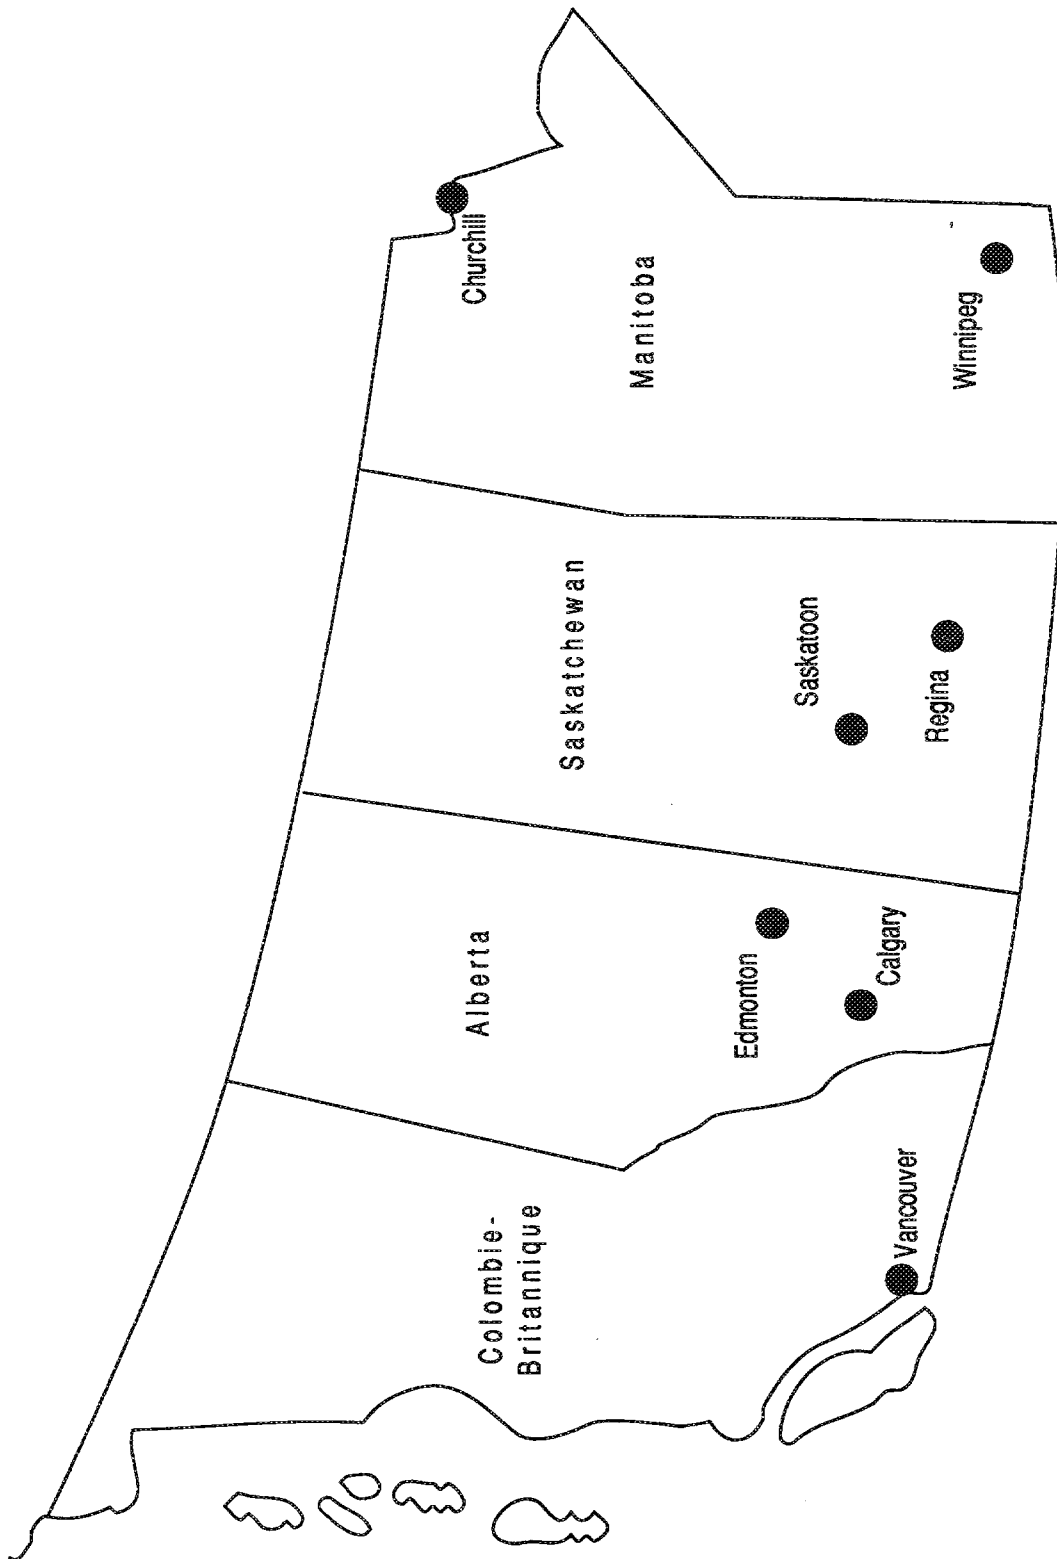 Colombie-
Britannique
Alberta
Saskatchewan
Manitoba
Churchill
Edmonton
Calgary
Saskatoon
Regina
Winnipeg
Vancouver